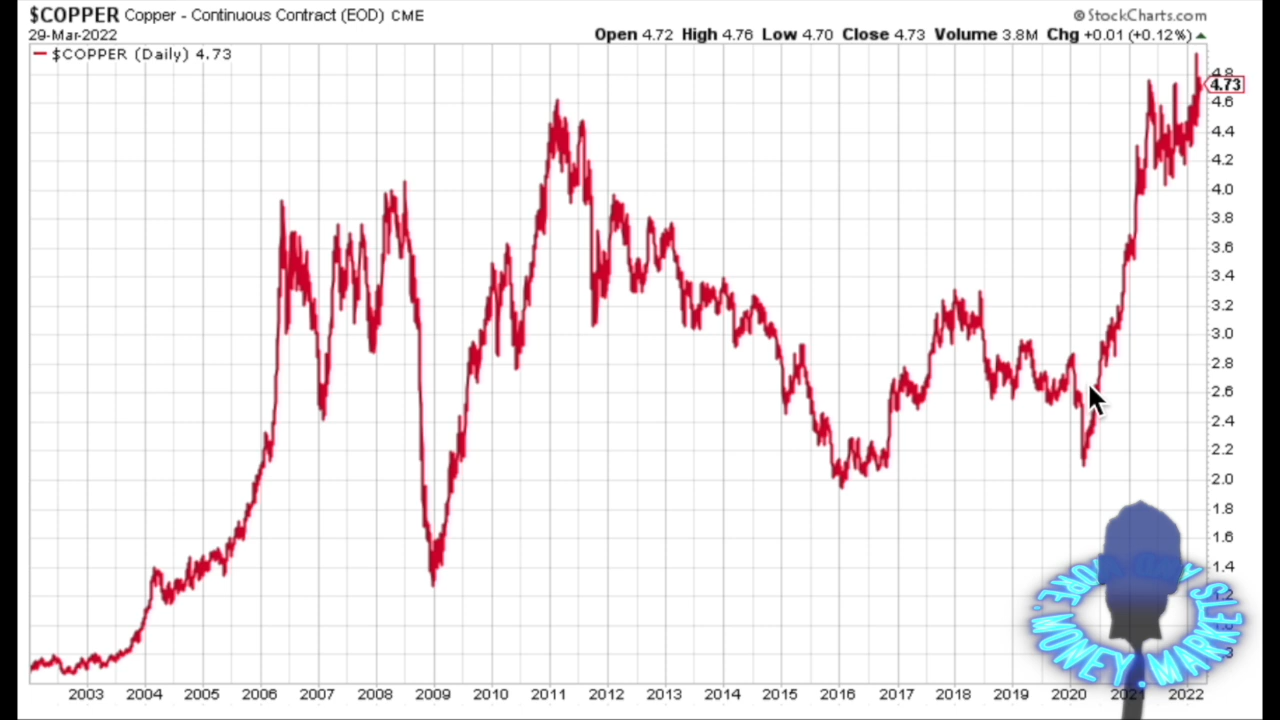 $COPPER Copper - Continuous Contract (EOD) CME
© StockCharts.com
29-Mar-2022
Open 4.72 High 4.76 Low 4.70 Close 4.73 Volume 3.8M Chg +0.01 (+0.12%)
$COPPER (Daily) 4.73
4.8
4.73
4.6
4.4
4.2
4.0
3.8
3.6
3.4
3.2
3.0
2.8
2.6
2.4
2.2
2.0
1.8
1.6
1.4
MONEY.MARKETS
2003 2004 2005 2006 2007 2008 2009 2010 2011 2012 2013 2014 2015 2016 2017 2018 2019 2020 2021 2022